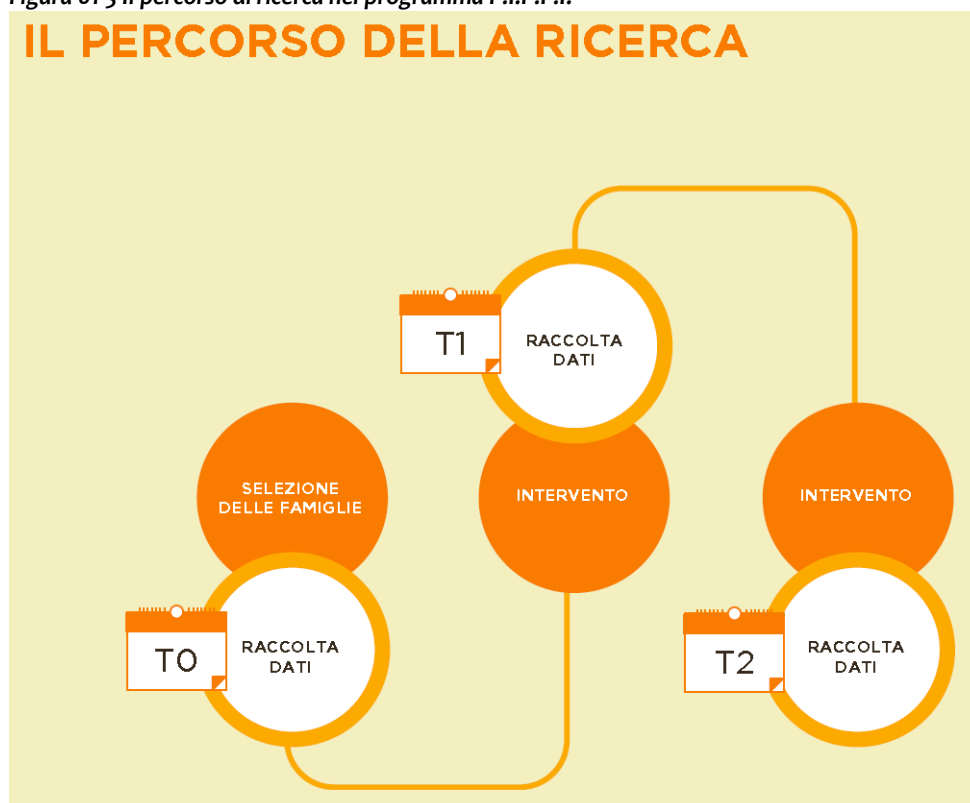 IL PERCORSO DELLA RICERCA
SELEZIONE
DELLE FAMIGLIE
T0
RACCOLTA
DATI
INTERVENTO
T1
RACCOLTA
DATI
INTERVENTO
T2
RACCOLTA
DATI